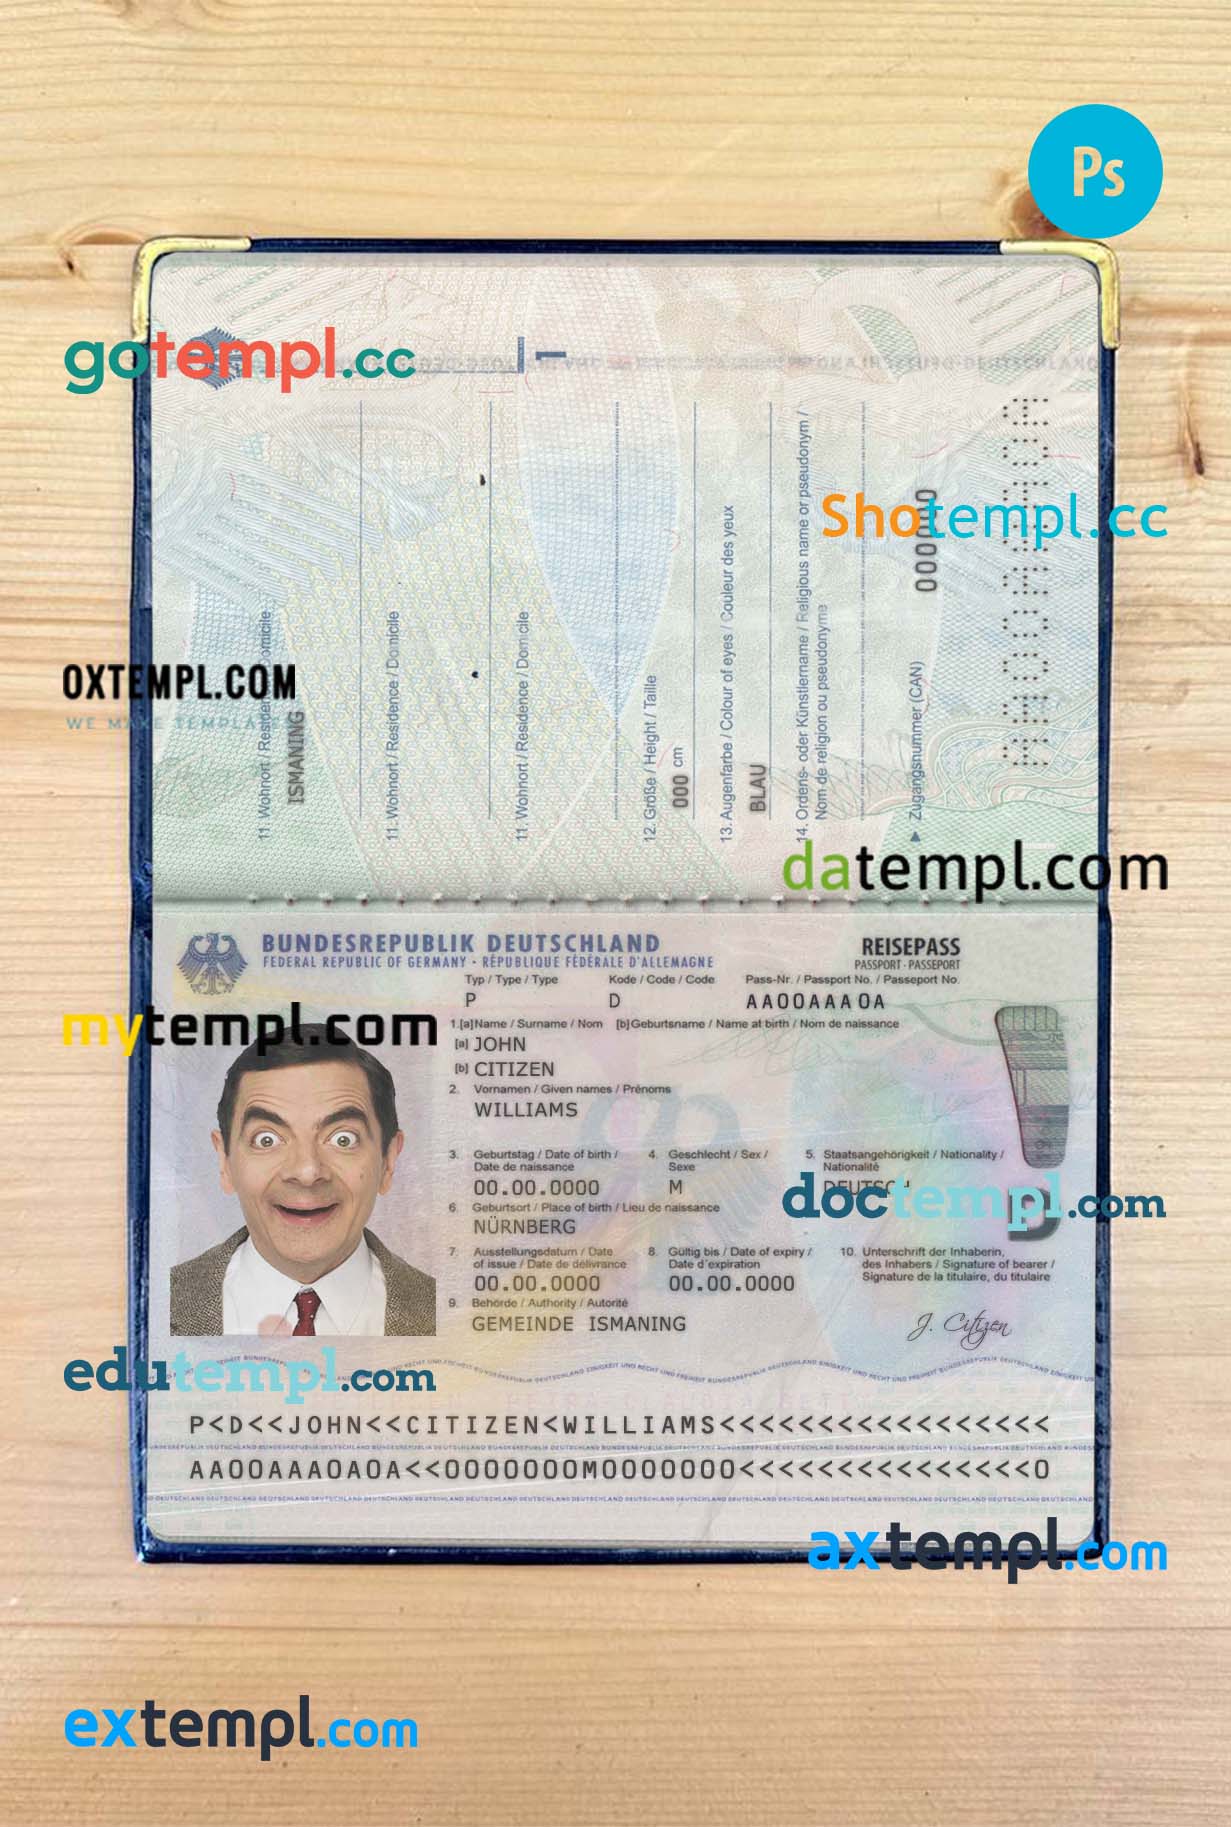 Ps
gotempl.cc
1
Shotempl.cc
OXTEMPL.COM
WE MAKE TEMPLATES
11. Wohnort / Residence / Domicile
ISMANING
11. Wohnort / Residence / Domicile
11. Wohnort / Residence / Domicile
12. Größe / Height / Taille
000 cm
13. Augenfarbe / Colour of eyes / Couleur des yeux
BLAU
14. Ordens- oder Künstlername / Religious name or pseudonym /
Nom de religion ou pseudonyme
▶ Zugangsnummer (CAN)
000000
datempl.com
BUNDESREPUBLIK DEUTSCHLAND
FEDERAL REPUBLIC OF GERMANY · RÉPUBLIQUE FÉDÉRALE D'ALLEMAGNE
REISEPASS
PASSPORT · PASSEPORT
Typ / Type / Type Kode / Code / Code Pass-Nr. / Passport No. / Passeport No.
P D AA00AAA0A
mytempl.com
1.[a]Name / Surname / Nom [b]Geburtsname / Name at birth / Nom de naissance
[a] JOHN
[b] CITIZEN
2. Vornamen / Given names / Prénoms
WILLIAMS
3. Geburtstag / Date of birth / 4. Geschlecht / Sex / 5. Staatsangehörigkeit / Nationality /
Date de naissance Sexe Nationalité
00.00.0000 M DEUTSCH
doctempl.com
D
6. Geburtsort / Place of birth / Lieu de naissance
NÜRNBERG
7. Ausstellungsdatum / Date 8. Gültig bis / Date of expiry / 10. Unterschrift der Inhaberin,
of issue / Date de délivrance Date d'expiration des Inhabers / Signature of bearer /
Signature de la titulaire, du titulaire
00.00.0000 00.00.0000
9. Behörde / Authority / Autorité
GEMEINDE ISMANING
J. Citizen
edutempl.com
P<D<<JOHN<<CITIZEN<WILLIAMS<<<<<<<<<<<<<<<<<
AA00AAA0A0A<<0000000M0000000<<<<<<<<<<<<<<<0
axtempl.com
extempl.com